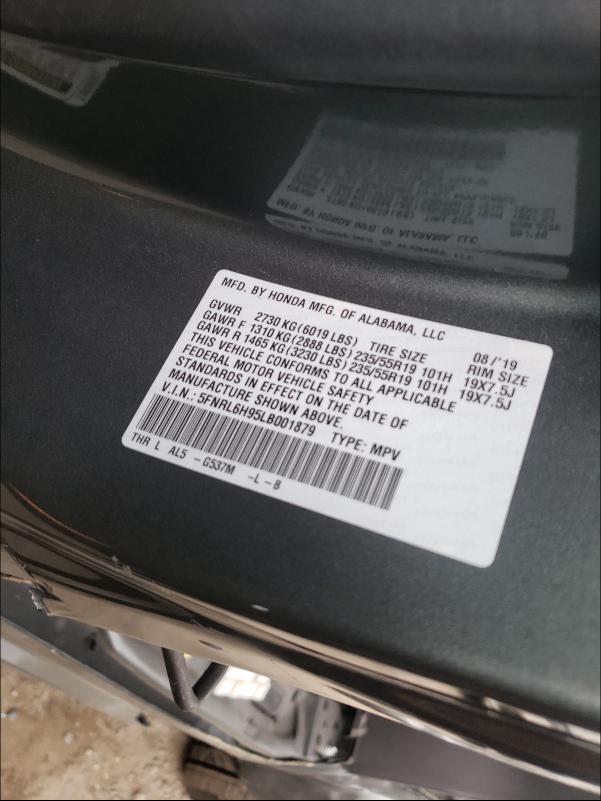 MFD. BY HONDA MFG. OF ALABAMA, LLC
08/'19
GVWR 2730 KG (6019 LBS) TIRE SIZE RIM SIZE
GAWR F 1310 KG (2888 LBS) 235/55R19 101H 19X7.5J
GAWR R 1465 KG (3230 LBS) 235/55R19 101H 19X7.5J
THIS VEHICLE CONFORMS TO ALL APPLICABLE
FEDERAL MOTOR VEHICLE SAFETY
STANDARDS IN EFFECT ON THE DATE OF
MANUFACTURE SHOWN ABOVE.
V.I.N.: 5FNRL6H95LB001879 TYPE: MPV
THR L AL5 -G537M -L -B